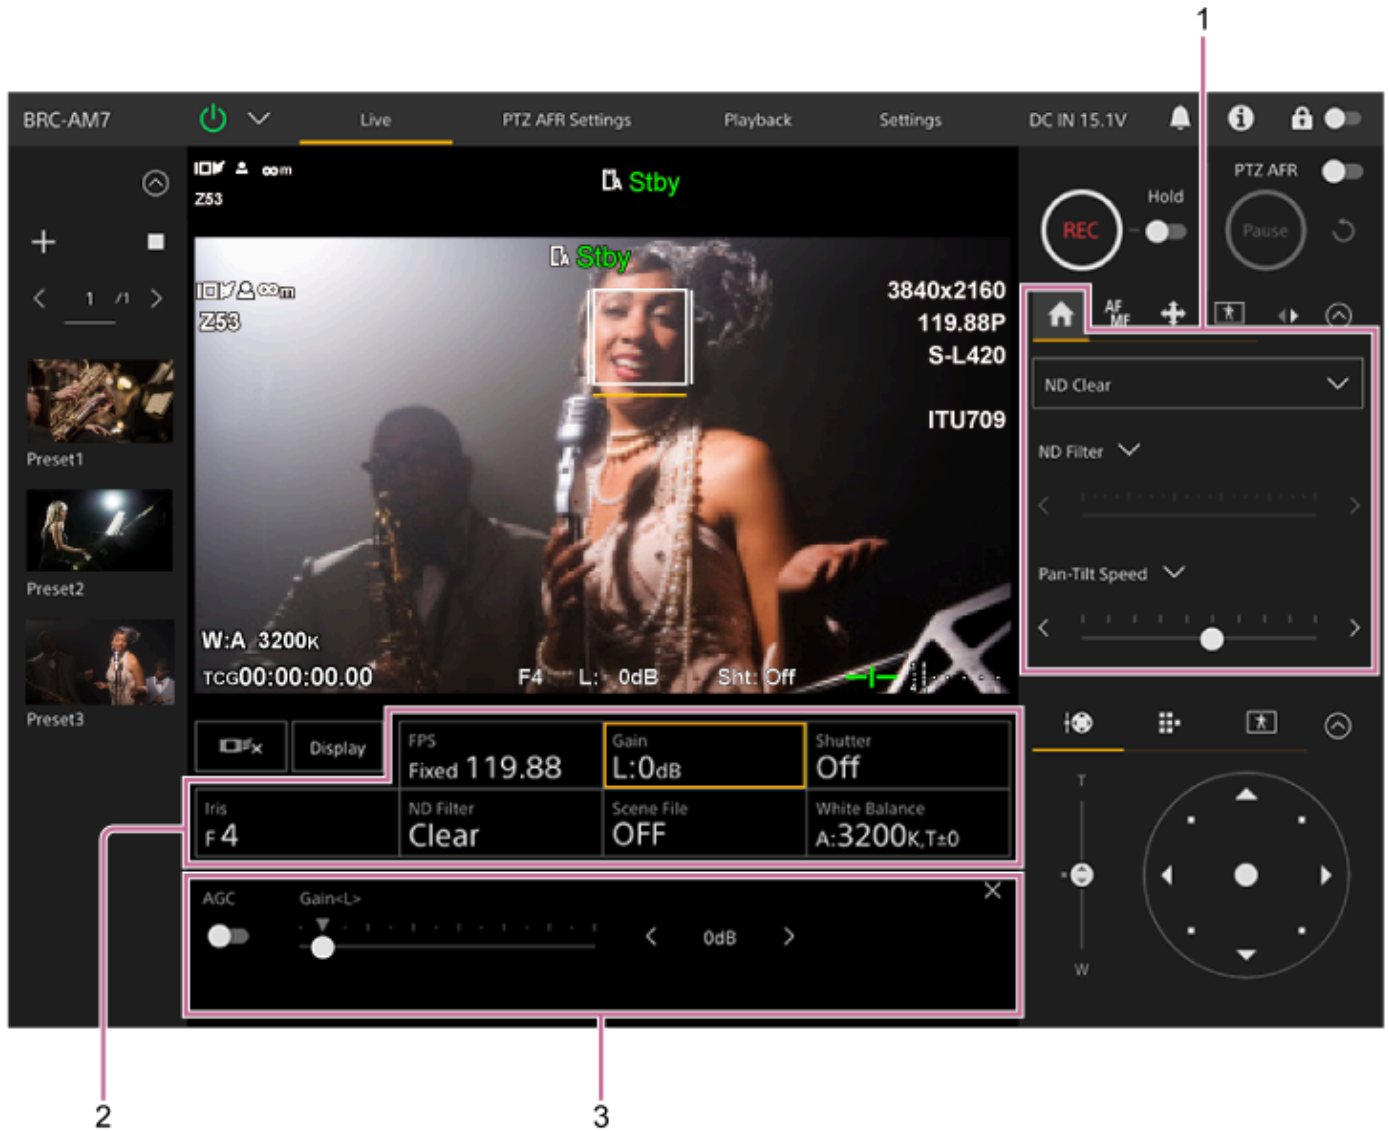 1
BRC-AM7
Live
PTZ AFR Settings
Playback
Settings
DC IN 15.1V
Z53
Stby
Hold
PTZ AFR
REC
Pause
1 /1
Stby
Z53
3840x2160
119.88P
S-L420
ITU709
AF
MF
ND Clear
ND Filter
Pan-Tilt Speed
Preset1
Preset2
Preset3
W:A 3200K
TCG00:00:00.00
F4 L: 0dB Sht: Off
Display
FPS
Fixed 119.88
Gain
L:0dB
Shutter
Off
Iris
F 4
ND Filter
Clear
Scene File
OFF
White Balance
A:3200K,T±0
T
W
AGC
Gain<L>
0dB
2
3